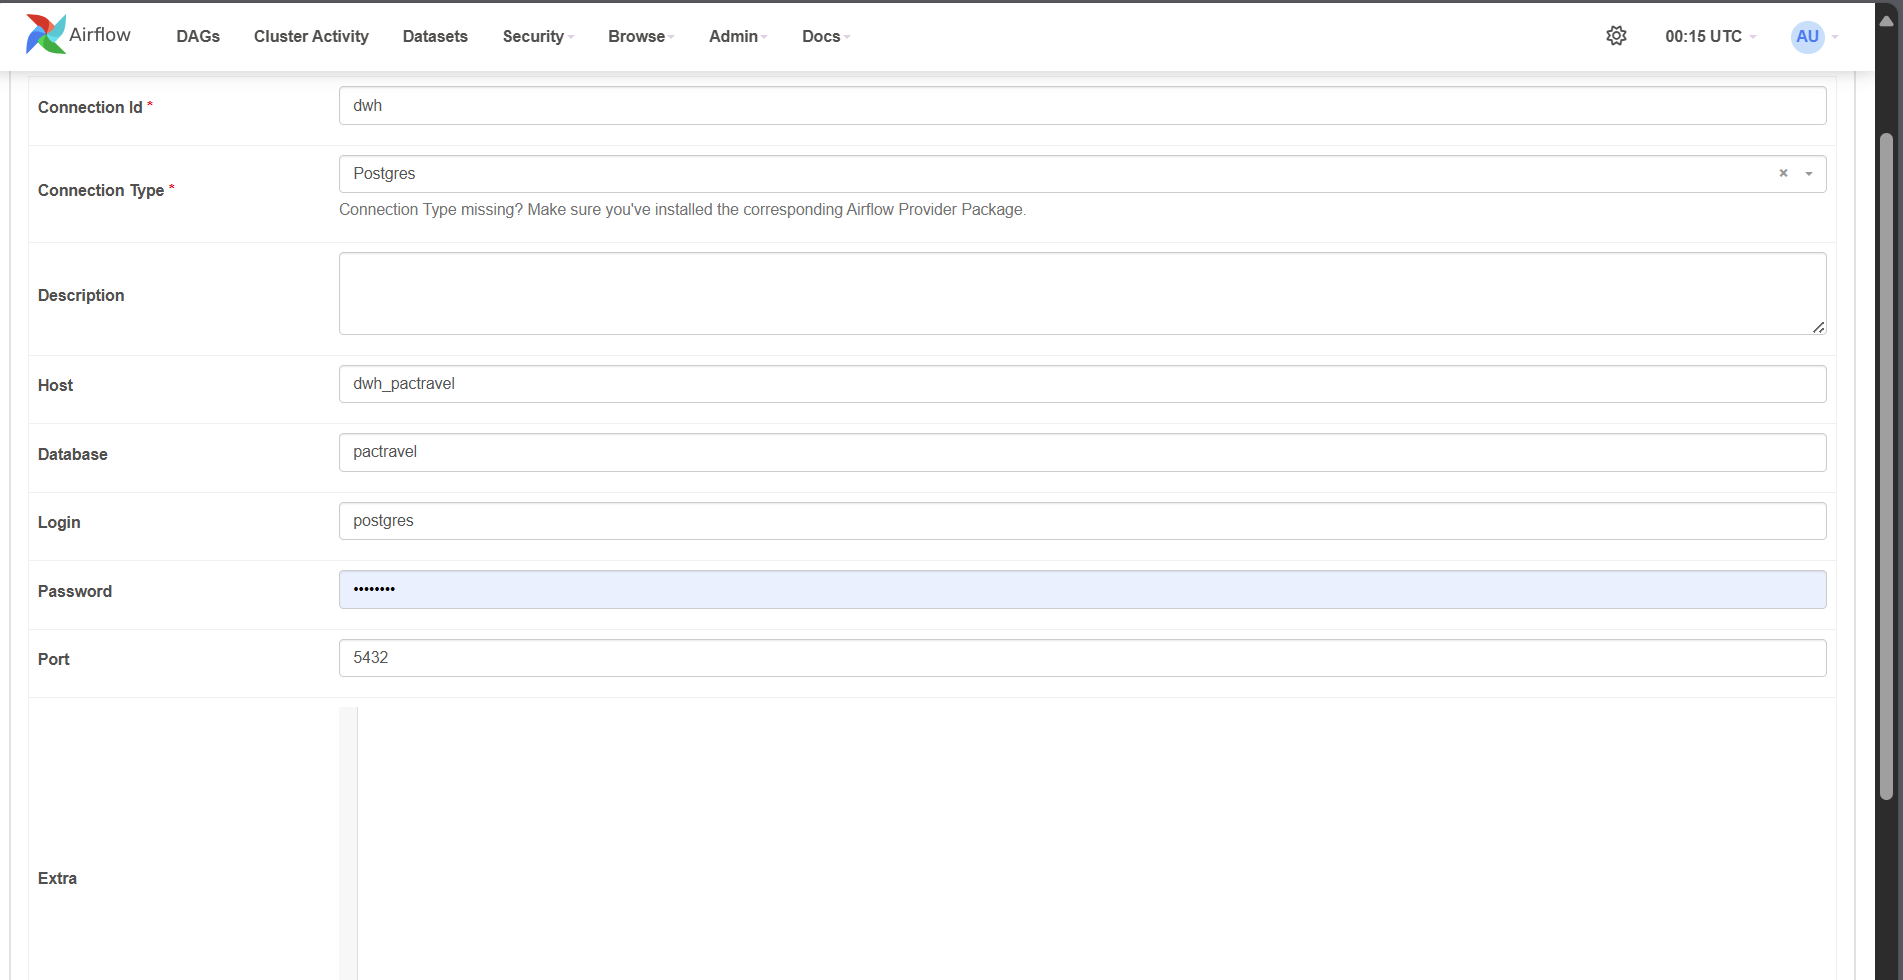 Airflow DAGs Cluster Activity Datasets Security Browse Admin Docs 00:15 UTC AU
Connection Id * dwh
Connection Type * Postgres
Connection Type missing? Make sure you've installed the corresponding Airflow Provider Package.
Description
Host dwh_pactravel
Database pactravel
Login postgres
Password ••••••••
Port 5432
Extra